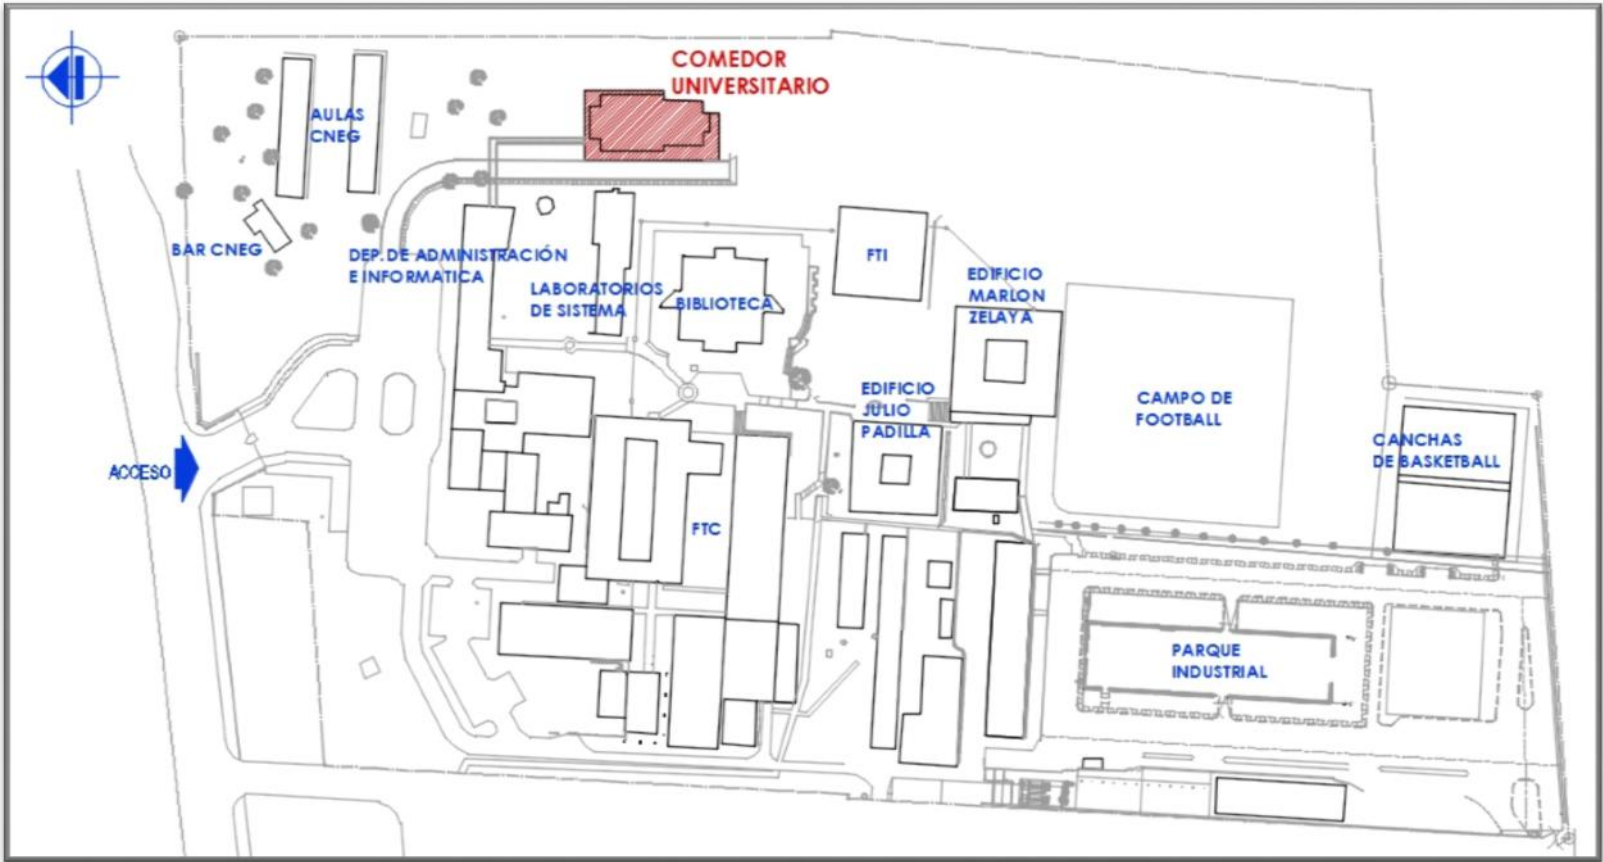 COMEDOR
UNIVERSITARIO
AULAS
CNEG
BAR CNEG
DEP. DE ADMINISTRACIÓN
E INFORMATICA
LABORATORIOS
DE SISTEMA
BIBLIOTECA
FTI
EDIFICIO
MARLON
ZELAYA
EDIFICIO
JULIO
PADILLA
CAMPO DE
FOOTBALL
CANCHAS
DE BASKETBALL
ACCESO
FTC
PARQUE
INDUSTRIAL